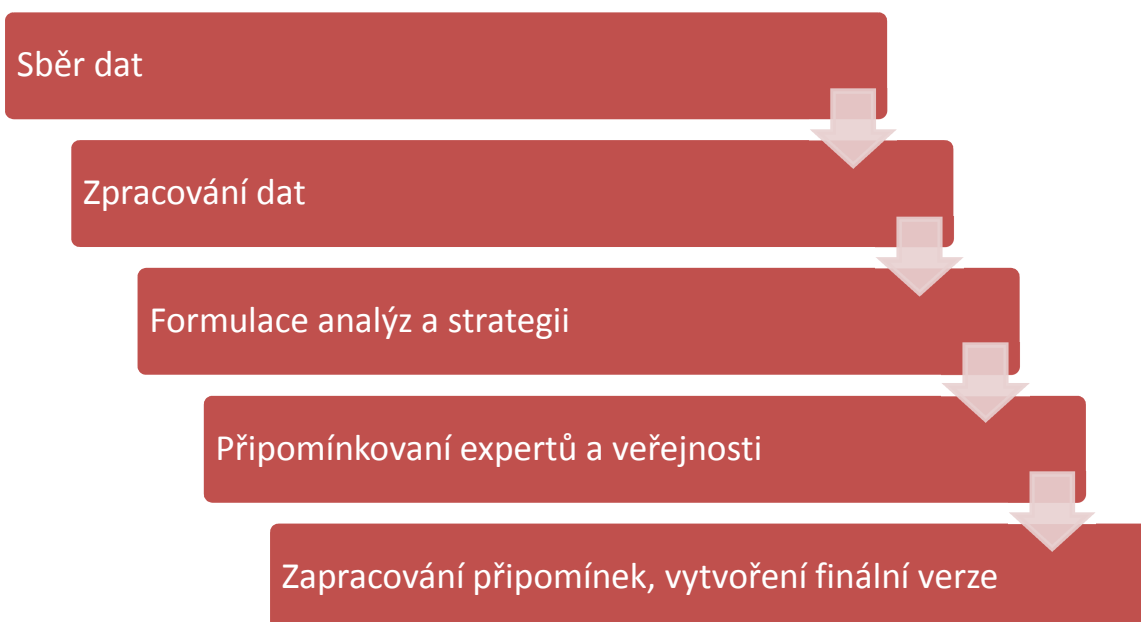 Sběr dat
Zpracování dat
Formulace analýz a strategii
Připomínkovaní expertů a veřejnosti
Zapracování připomínek, vytvoření finální verze